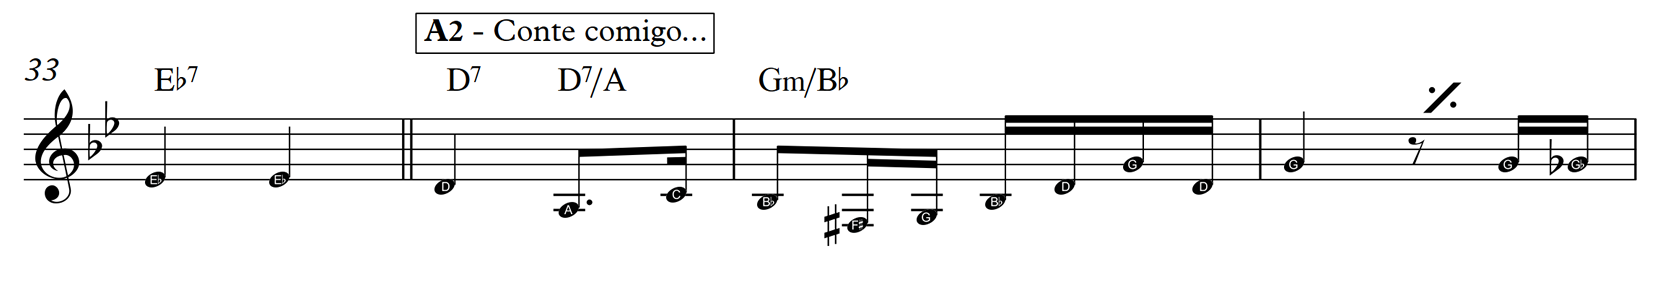 A2 - Conte comigo...
33 E♭7 D7 D7/A Gm/B♭
E♭ E♭ D A C B♭ F# G B♭ D G D G G G♭